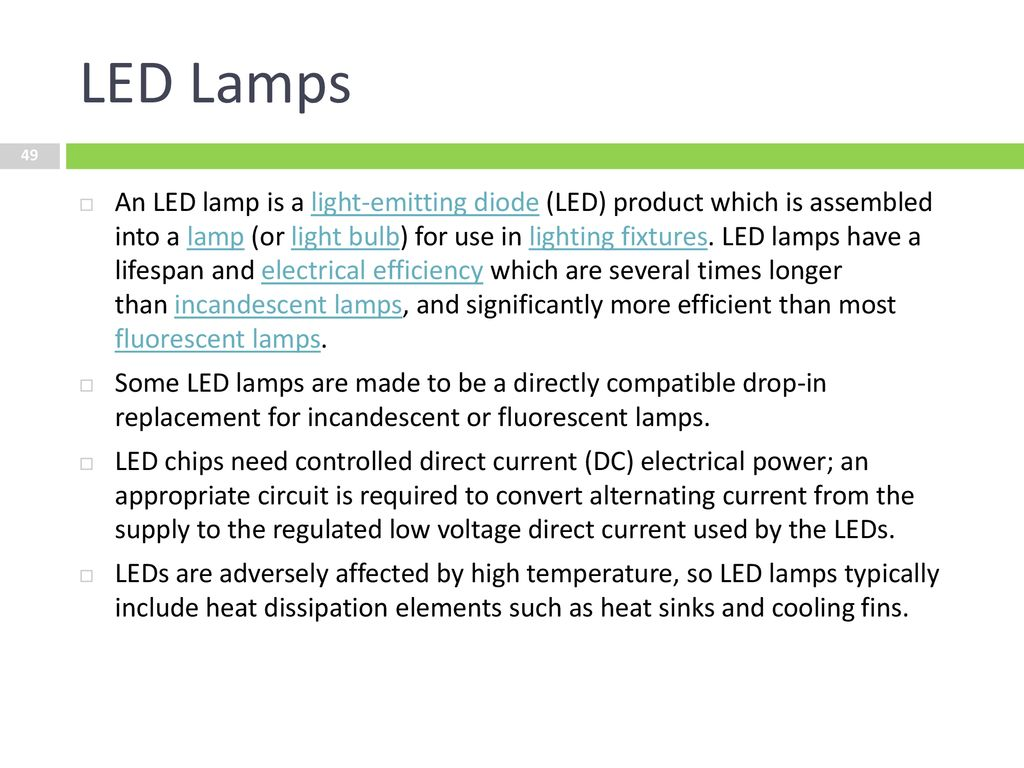 LED Lamps
49
An LED lamp is a light-emitting diode (LED) product which is assembled
into a lamp (or light bulb) for use in lighting fixtures. LED lamps have a
lifespan and electrical efficiency which are several times longer
than incandescent lamps, and significantly more efficient than most
fluorescent lamps.
Some LED lamps are made to be a directly compatible drop-in
replacement for incandescent or fluorescent lamps.
LED chips need controlled direct current (DC) electrical power; an
appropriate circuit is required to convert alternating current from the
supply to the regulated low voltage direct current used by the LEDs.
LEDs are adversely affected by high temperature, so LED lamps typically
include heat dissipation elements such as heat sinks and cooling fins.